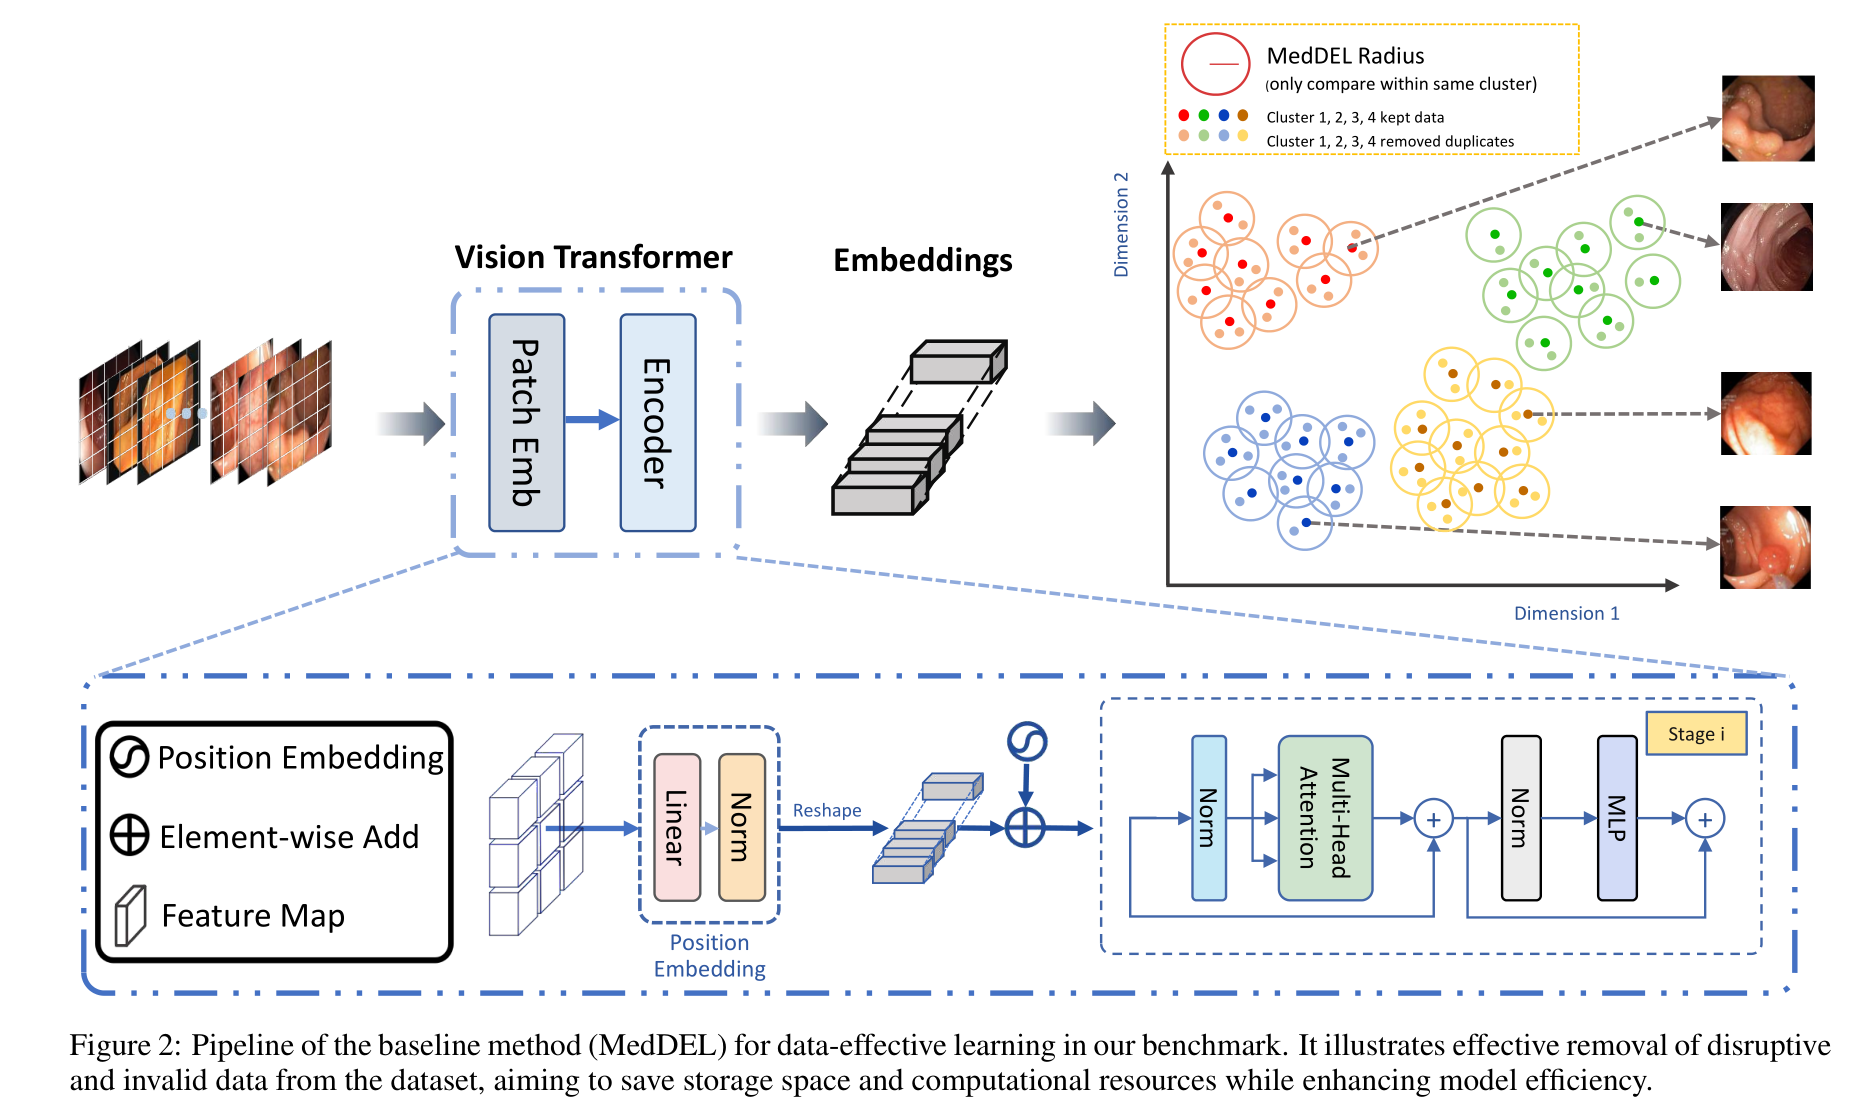 MedDEL Radius
(only compare within same cluster)
Cluster 1, 2, 3, 4 kept data
Cluster 1, 2, 3, 4 removed duplicates
Vision Transformer
Embeddings
Patch Emb
Encoder
Dimension 2
Dimension 1
Position Embedding
Element-wise Add
Feature Map
Linear
Norm
Position
Embedding
Reshape
Norm
Multi-Head
Attention
Norm
MLP
Stage i
Figure 2: Pipeline of the baseline method (MedDEL) for data-effective learning in our benchmark. It illustrates effective removal of disruptive
and invalid data from the dataset, aiming to save storage space and computational resources while enhancing model efficiency.